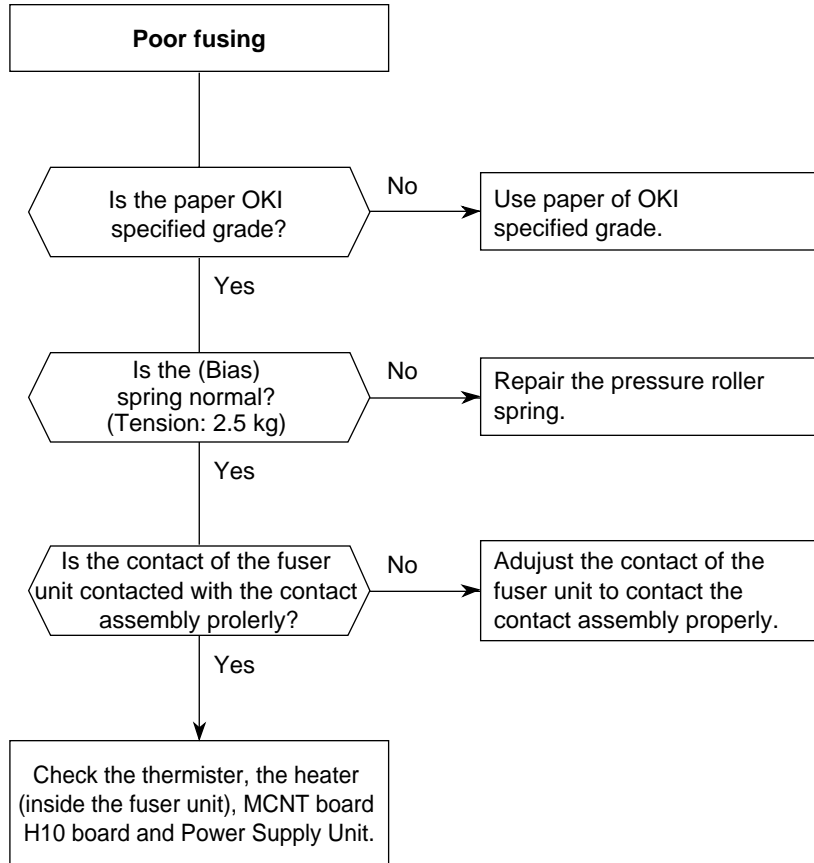 Poor fusing
Is the paper OKI
specified grade?
No
Use paper of OKI
specified grade.
Yes
Is the (Bias)
spring normal?
(Tension: 2.5 kg)
No
Repair the pressure roller
spring.
Yes
Is the contact of the fuser
unit contacted with the contact
assembly prolerly?
No
Adujust the contact of the
fuser unit to contact the
contact assembly properly.
Yes
Check the thermister, the heater
(inside the fuser unit), MCNT board
H10 board and Power Supply Unit.